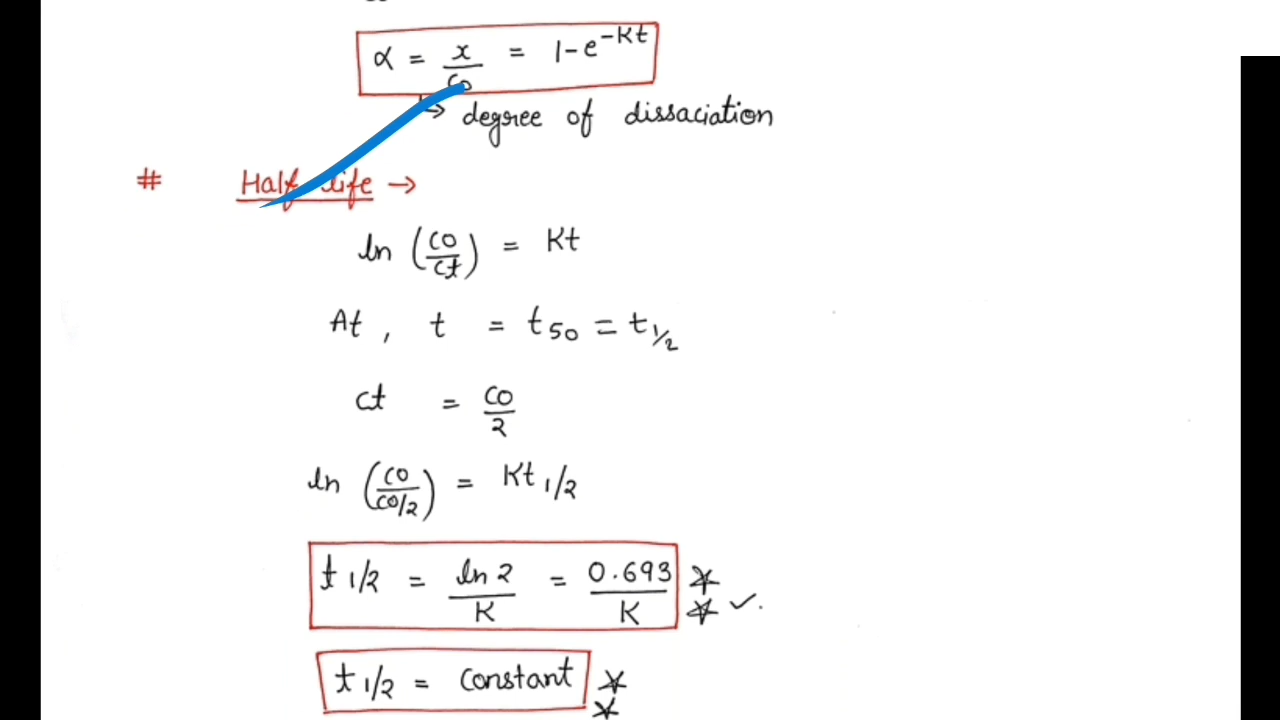 α = x/C0 = 1-e^-Kt
↳ degree of dissaciation
# Half life →
ln (C0/Ct) = Kt
At, t = t50 = t1/2
Ct = C0/2
ln (C0/C0/2) = Kt1/2
t1/2 = ln2/K = 0.693/K
t1/2 = constant